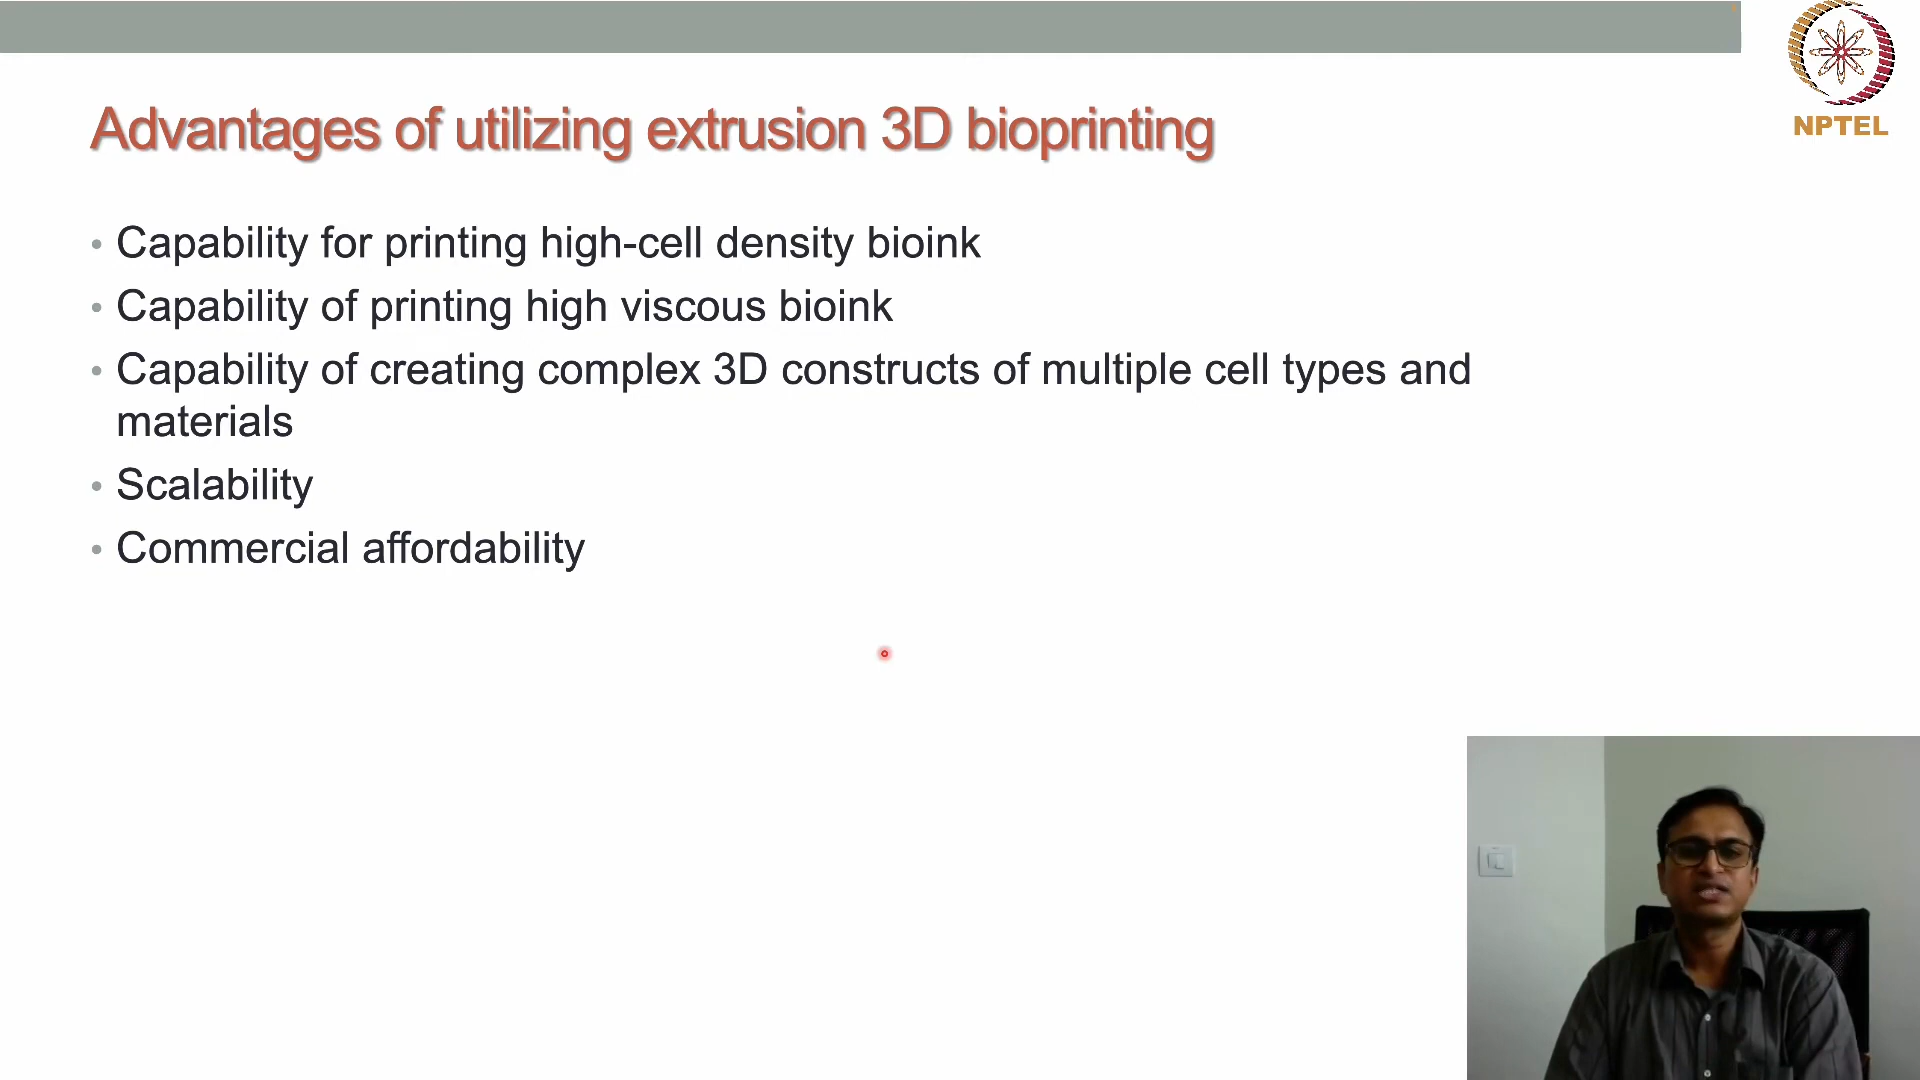 NPTEL
Advantages of utilizing extrusion 3D bioprinting
• Capability for printing high-cell density bioink
• Capability of printing high viscous bioink
• Capability of creating complex 3D constructs of multiple cell types and
materials
• Scalability
• Commercial affordability